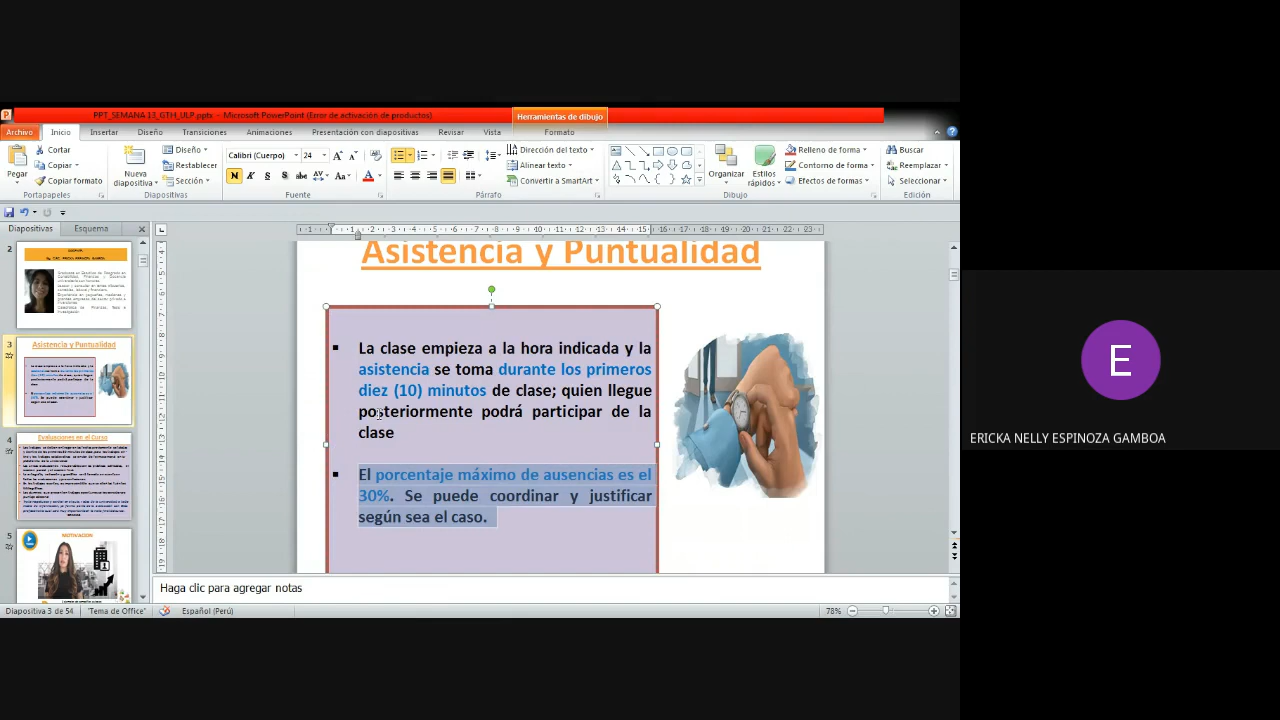 PPT_SEMANA 13_GTH_ULP.pptx - Microsoft PowerPoint (Error de activación de productos)
Herramientas de dibujo
Archivo Inicio Insertar Diseño Transiciones Animaciones Presentación con diapositivas Revisar Vista Formato
Pegar
Cortar
Copiar
Copiar formato
Portapapeles
Nueva diapositiva
Diseño
Restablecer
Sección
Diapositivas
Calibri (Cuerpo) 24
Fuente
Dirección del texto
Alinear texto
Convertir a SmartArt
Párrafo
Organizar
Estilos rápidos
Relleno de forma
Contorno de forma
Efectos de formas
Dibujo
Buscar
Reemplazar
Seleccionar
Edición
Diapositivas Esquema
2
3
Asistencia y Puntualidad
4
Evaluaciones en el Curso
5
MOTIVACION
Asistencia y Puntualidad
La clase empieza a la hora indicada y la
asistencia se toma durante los primeros
diez (10) minutos de clase; quien llegue
posteriormente podrá participar de la
clase
El porcentaje máximo de ausencias es el
30%. Se puede coordinar y justificar
según sea el caso.
E
ERICKA NELLY ESPINOZA GAMBOA
Haga clic para agregar notas
Diapositiva 3 de 54 "Tema de Office" Español (Perú) 78%